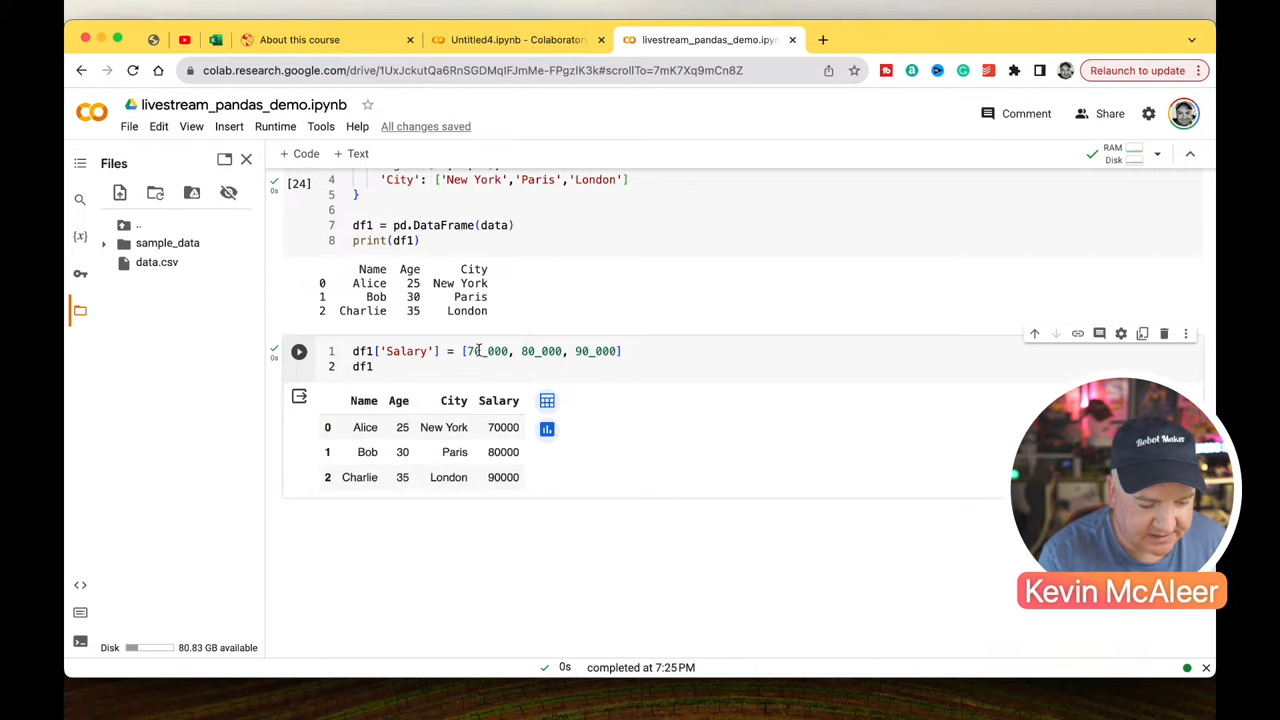 About this course
Untitled4.ipynb - Colaboratory
livestream_pandas_demo.ipyn
colab.research.google.com/drive/1UxJckutQa6RnSGDMqIFJmMe-FPgzlK3k#scrollTo=7mK7Xq9mCn8Z
Relaunch to update
livestream_pandas_demo.ipynb
File Edit View Insert Runtime Tools Help All changes saved
Comment Share
Files
+ Code + Text
RAM
Disk
..
sample_data
data.csv
[24]
0s
4 'City': ['New York','Paris','London']
5 }
6
7 df1 = pd.DataFrame(data)
8 print(df1)
Name Age City
0 Alice 25 New York
1 Bob 30 Paris
2 Charlie 35 London
0s
1 df1['Salary'] = [70_000, 80_000, 90_000]
2 df1
Name Age City Salary
0 Alice 25 New York 70000
1 Bob 30 Paris 80000
2 Charlie 35 London 90000
Robot Maker
Kevin McAleer
Disk 80.83 GB available
0s completed at 7:25 PM